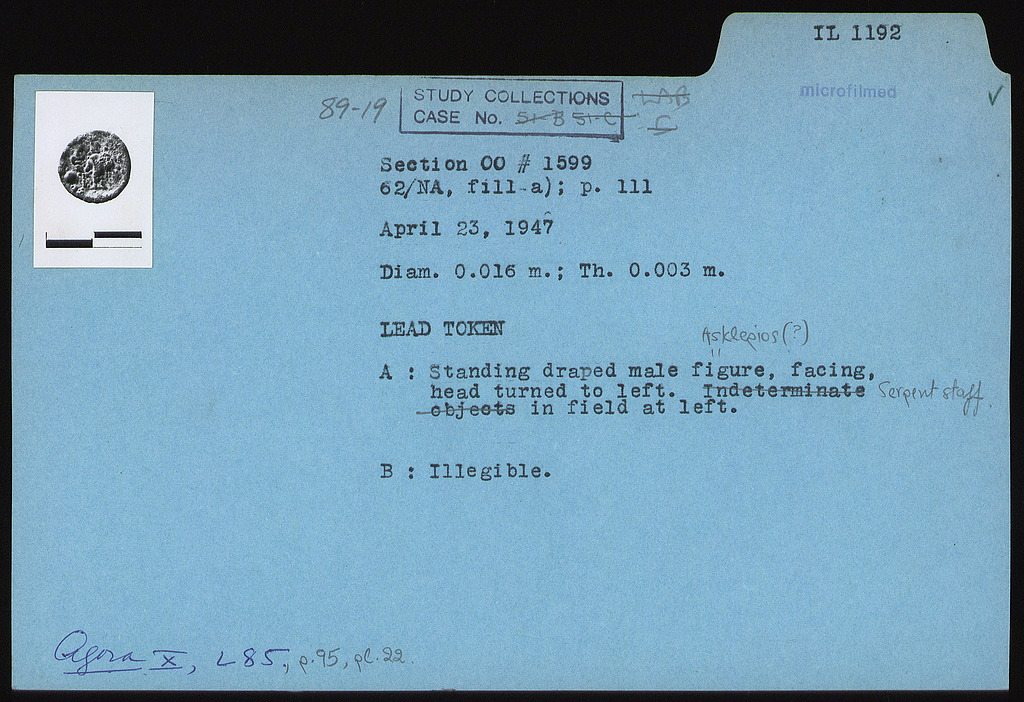 IL 1192
microfilmed
✓
89-19
STUDY COLLECTIONS
CASE No. 51-B 51-C
Section OO # 1599
62/NA, fill-a); p. 111
April 23, 1947
Diam. 0.016 m.; Th. 0.003 m.
LEAD TOKEN
Asklepios (?)
A : Standing draped male figure, facing,
head turned to left. Indeterminate Serpent staff.
objects in field at left.
B : Illegible.
Agora X, L85, p.95, pl.22.